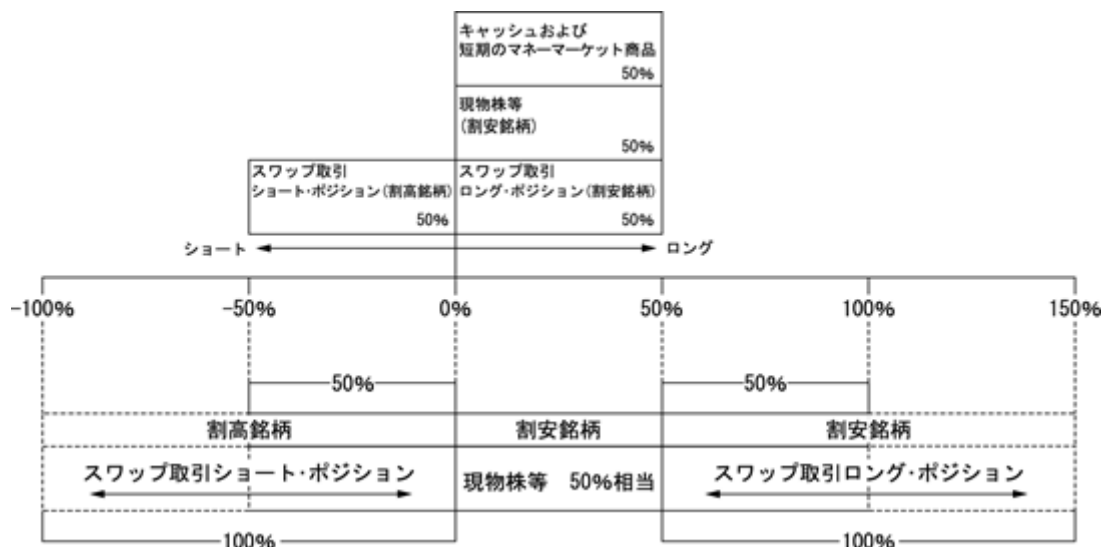 キャッシュおよび
短期のマネーマーケット商品
50%
現物株等
(割安銘柄)
50%
スワップ取引
ショート・ポジション(割高銘柄)
50%
スワップ取引
ロング・ポジション(割安銘柄)
50%
ショート
ロング
-100% -50% 0% 50% 100% 150%
50% 50%
割高銘柄 割安銘柄 割安銘柄
スワップ取引ショート・ポジション 現物株等 50%相当 スワップ取引ロング・ポジション
100% 100%